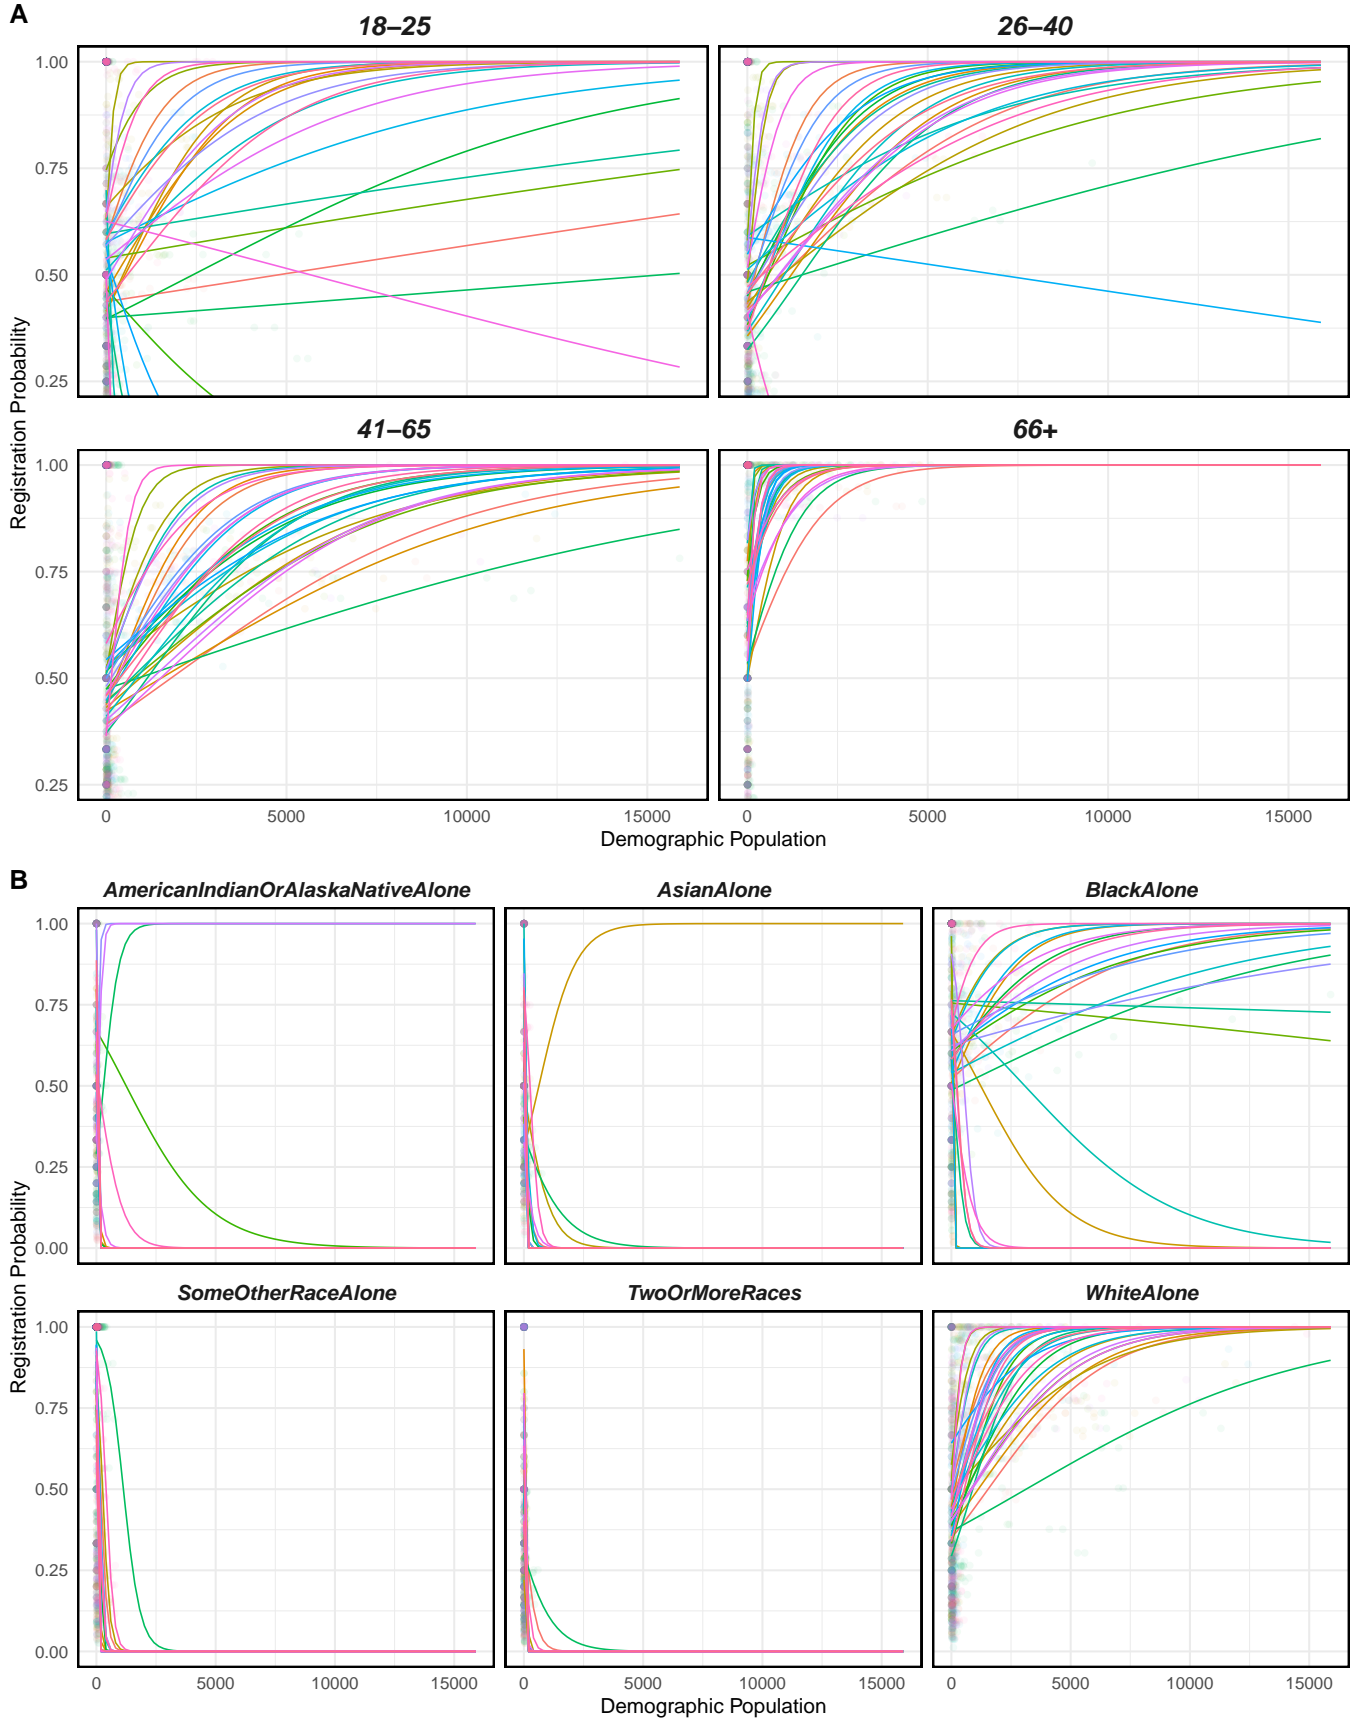 A
18–25
26–40
1.00
0.75
0.50
0.25
41–65
66+
1.00
0.75
0.50
0.25
0 5000 10000 15000
0 5000 10000 15000
Registration Probability
Demographic Population
B
AmericanIndianOrAlaskaNativeAlone
AsianAlone
BlackAlone
1.00
0.75
0.50
0.25
0.00
SomeOtherRaceAlone
TwoOrMoreRaces
WhiteAlone
1.00
0.75
0.50
0.25
0.00
0 5000 10000 15000
0 5000 10000 15000
0 5000 10000 15000
Registration Probability
Demographic Population